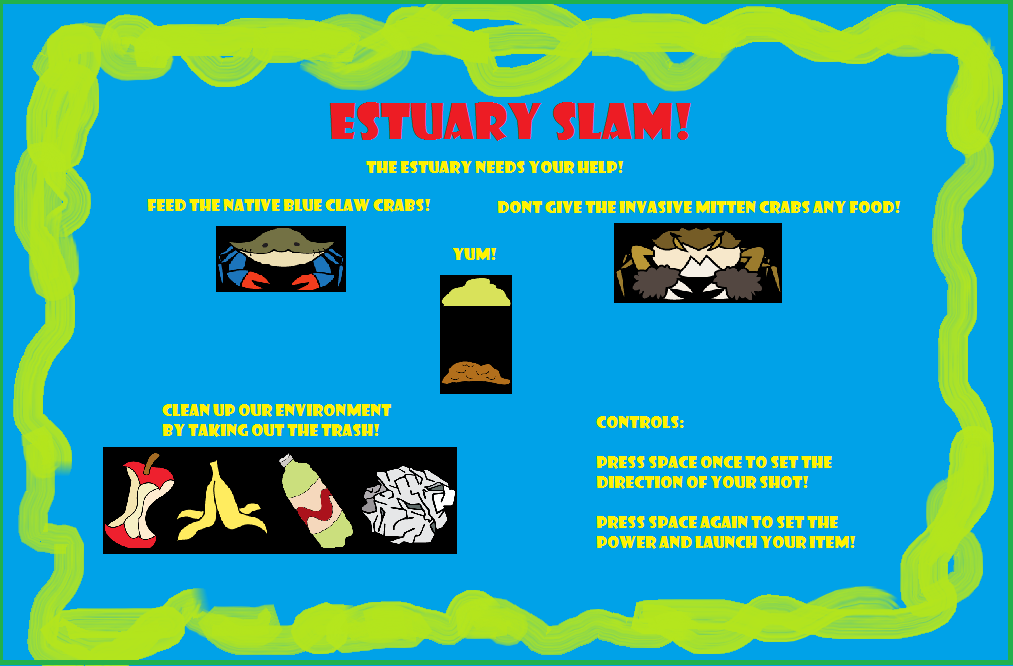 ESTUARY SLAM!
THE ESTUARY NEEDS YOUR HELP!
FEED THE NATIVE BLUE CLAW CRABS!
DONT GIVE THE INVASIVE MITTEN CRABS ANY FOOD!
YUM!
CLEAN UP OUR ENVIRONMENT
BY TAKING OUT THE TRASH!
CONTROLS:
PRESS SPACE ONCE TO SET THE
DIRECTION OF YOUR SHOT!
PRESS SPACE AGAIN TO SET THE
POWER AND LAUNCH YOUR ITEM!